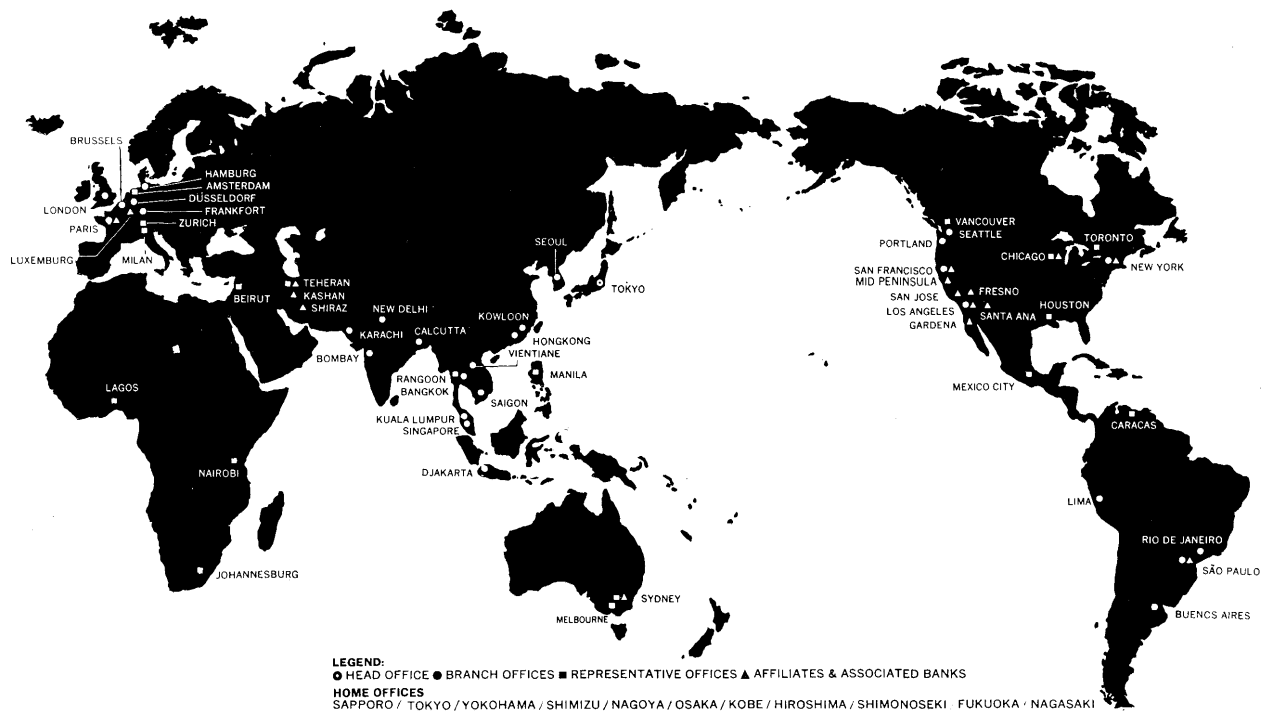 BRUSSELS
HAMBURG
AMSTERDAM
DÜSSELDORF
LONDON
FRANKFORT
PARIS
ZURICH
LUXEMBURG
MILAN
VANCOUVER
SEATTLE
PORTLAND
TORONTO
CHICAGO
NEW YORK
SEOUL
SAN FRANCISCO
MID PENINSULA
TEHERAN
TOKYO
BEIRUT
KASHAN
FRESNO
SAN JOSE
SHIRAZ
NEW DELHI
HOUSTON
LOS ANGELES
KOWLOON
SANTA ANA
GARDENA
KARACHI
CALCUTTA
HONGKONG
BOMBAY
VIENTIANE
RANGOON
MANILA
BANGKOK
MEXICO CITY
LAGOS
SAIGON
KUALA LUMPUR
CARACAS
SINGAPORE
NAIROBI
DJAKARTA
LIMA
RIO DE JANEIRO
JOHANNESBURG
SÃO PAULO
SYDNEY
MELBOURNE
BUENCS AIRES
LEGEND:
HEAD OFFICE BRANCH OFFICES REPRESENTATIVE OFFICES AFFILIATES & ASSOCIATED BANKS
HOME OFFICES
SAPPORO / TOKYO / YOKOHAMA / SHIMIZU / NAGOYA / OSAKA / KOBE / HIROSHIMA / SHIMONOSEKI FUKUOKA / NAGASAKI